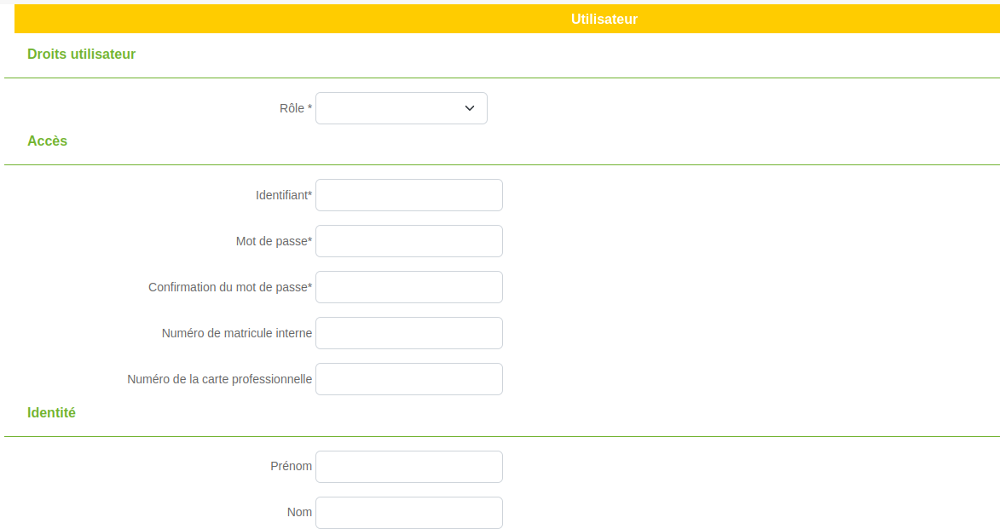 Utilisateur
Droits utilisateur
Rôle *
Accès
Identifiant*
Mot de passe*
Confirmation du mot de passe*
Numéro de matricule interne
Numéro de la carte professionnelle
Identité
Prénom
Nom